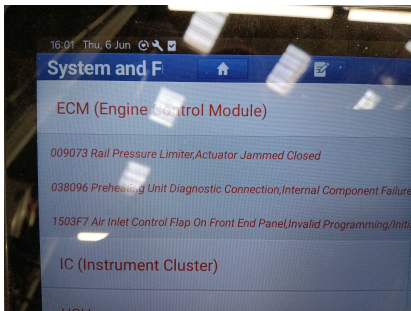 16:01 Thu, 6 Jun
System and F
ECM (Engine Control Module)
009073 Rail Pressure Limiter,Actuator Jammed Closed
038096 Preheating Unit Diagnostic Connection,Internal Component Failure
1503F7 Air Inlet Control Flap On Front End Panel,Invalid Programming/Initi
IC (Instrument Cluster)